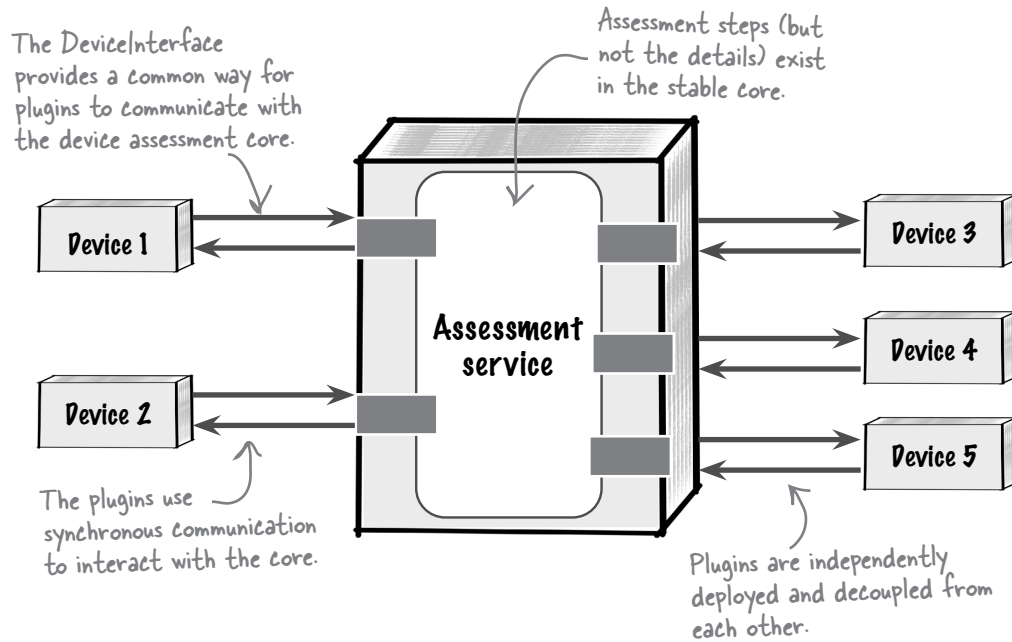 The DeviceInterface
provides a common way for
plugins to communicate with
the device assessment core.
Assessment steps (but
not the details) exist
in the stable core.
Device 1
Device 2
Assessment
service
Device 3
Device 4
Device 5
The plugins use
synchronous communication
to interact with the core.
Plugins are independently
deployed and decoupled from
each other.